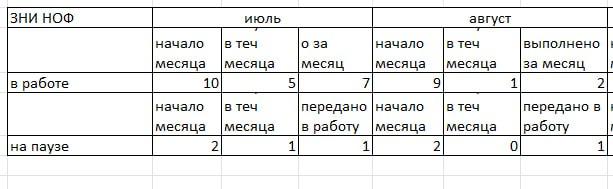 ЗНИ НОФ июль август
начало месяца в теч месяца о за месяц начало месяца в теч месяца выполнено за месяц
в работе 10 5 7 9 1 2
начало месяца в теч месяца передано в работу начало месяца в теч месяца передано в работу
на паузе 2 1 1 2 0 1